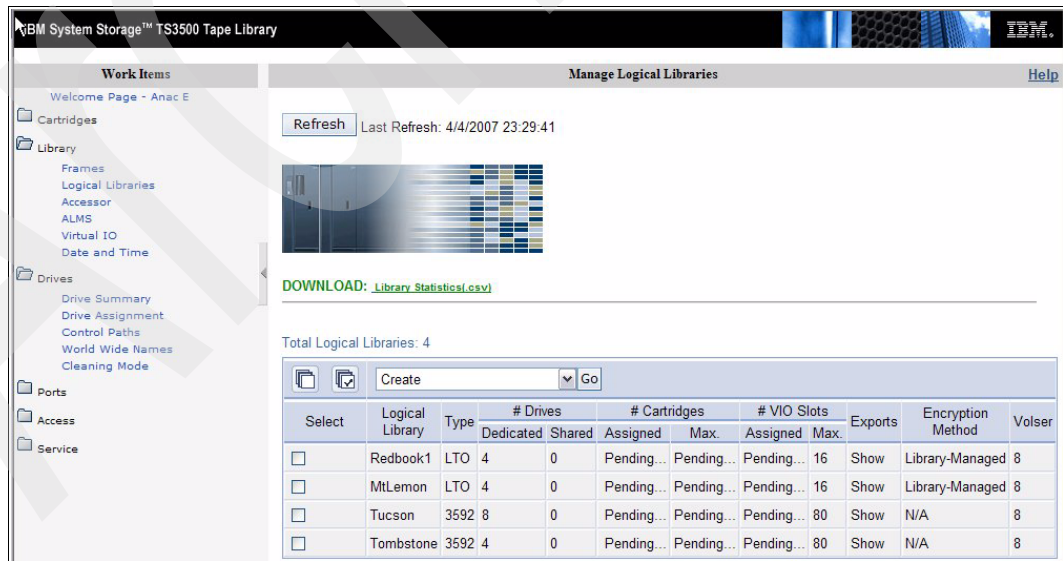 IBM System Storage™ TS3500 Tape Library
IBM.
Work Items
Welcome Page - Anac E
Cartridges
Library
Frames
Logical Libraries
Accessor
ALMS
Virtual IO
Date and Time
Drives
Drive Summary
Drive Assignment
Control Paths
World Wide Names
Cleaning Mode
Ports
Access
Service
Manage Logical Libraries
Help
Refresh Last Refresh: 4/4/2007 23:29:41
DOWNLOAD: Library Statistics(.csv)
Total Logical Libraries: 4
Create Go
Select Logical Library Type # Drives # Cartridges # VIO Slots Exports Encryption Method Volser
Dedicated Shared Assigned Max. Assigned Max.
Redbook1 LTO 4 0 Pending... Pending... Pending... 16 Show Library-Managed 8
MtLemon LTO 4 0 Pending... Pending... Pending... 16 Show Library-Managed 8
Tucson 3592 8 0 Pending... Pending... Pending... 80 Show N/A 8
Tombstone 3592 4 0 Pending... Pending... Pending... 80 Show N/A 8